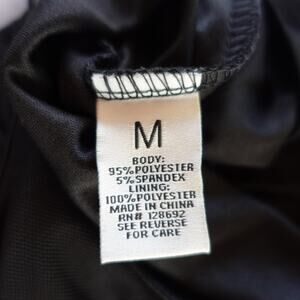 M
BODY:
95% POLYESTER
5% SPANDEX
LINING:
100% POLYESTER
MADE IN CHINA
RN# 128692
SEE REVERSE
FOR CARE